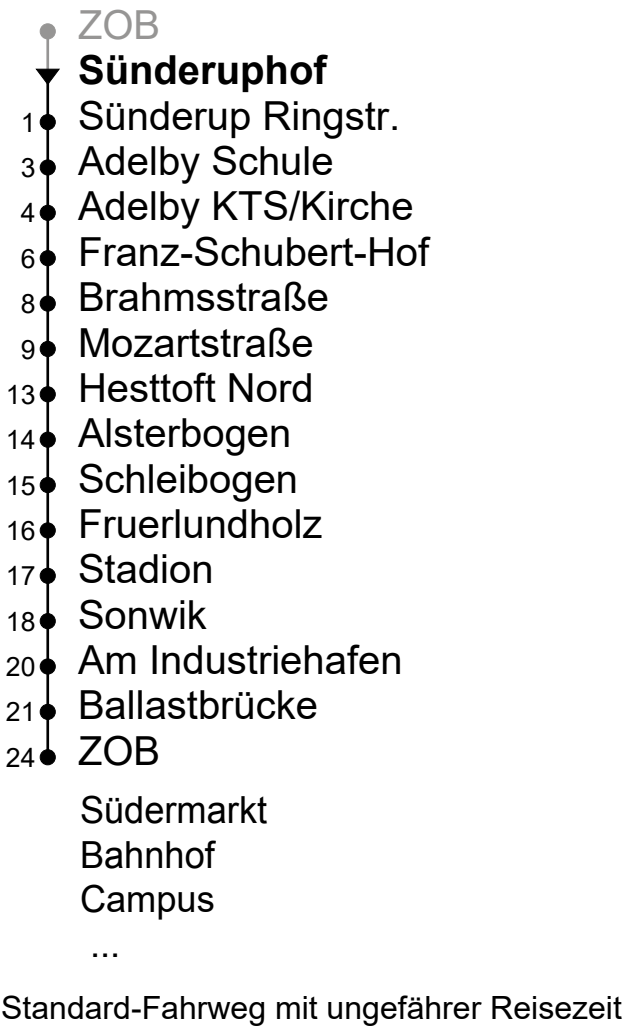 ZOB
Sünderuphof
1 Sünderup Ringstr.
3 Adelby Schule
4 Adelby KTS/Kirche
6 Franz-Schubert-Hof
8 Brahmsstraße
9 Mozartstraße
13 Hesttoft Nord
14 Alsterbogen
15 Schleibogen
16 Fruerlundholz
17 Stadion
18 Sonwik
20 Am Industriehafen
21 Ballastbrücke
24 ZOB
Südermarkt
Bahnhof
Campus
...
Standard-Fahrweg mit ungefährer Reisezeit